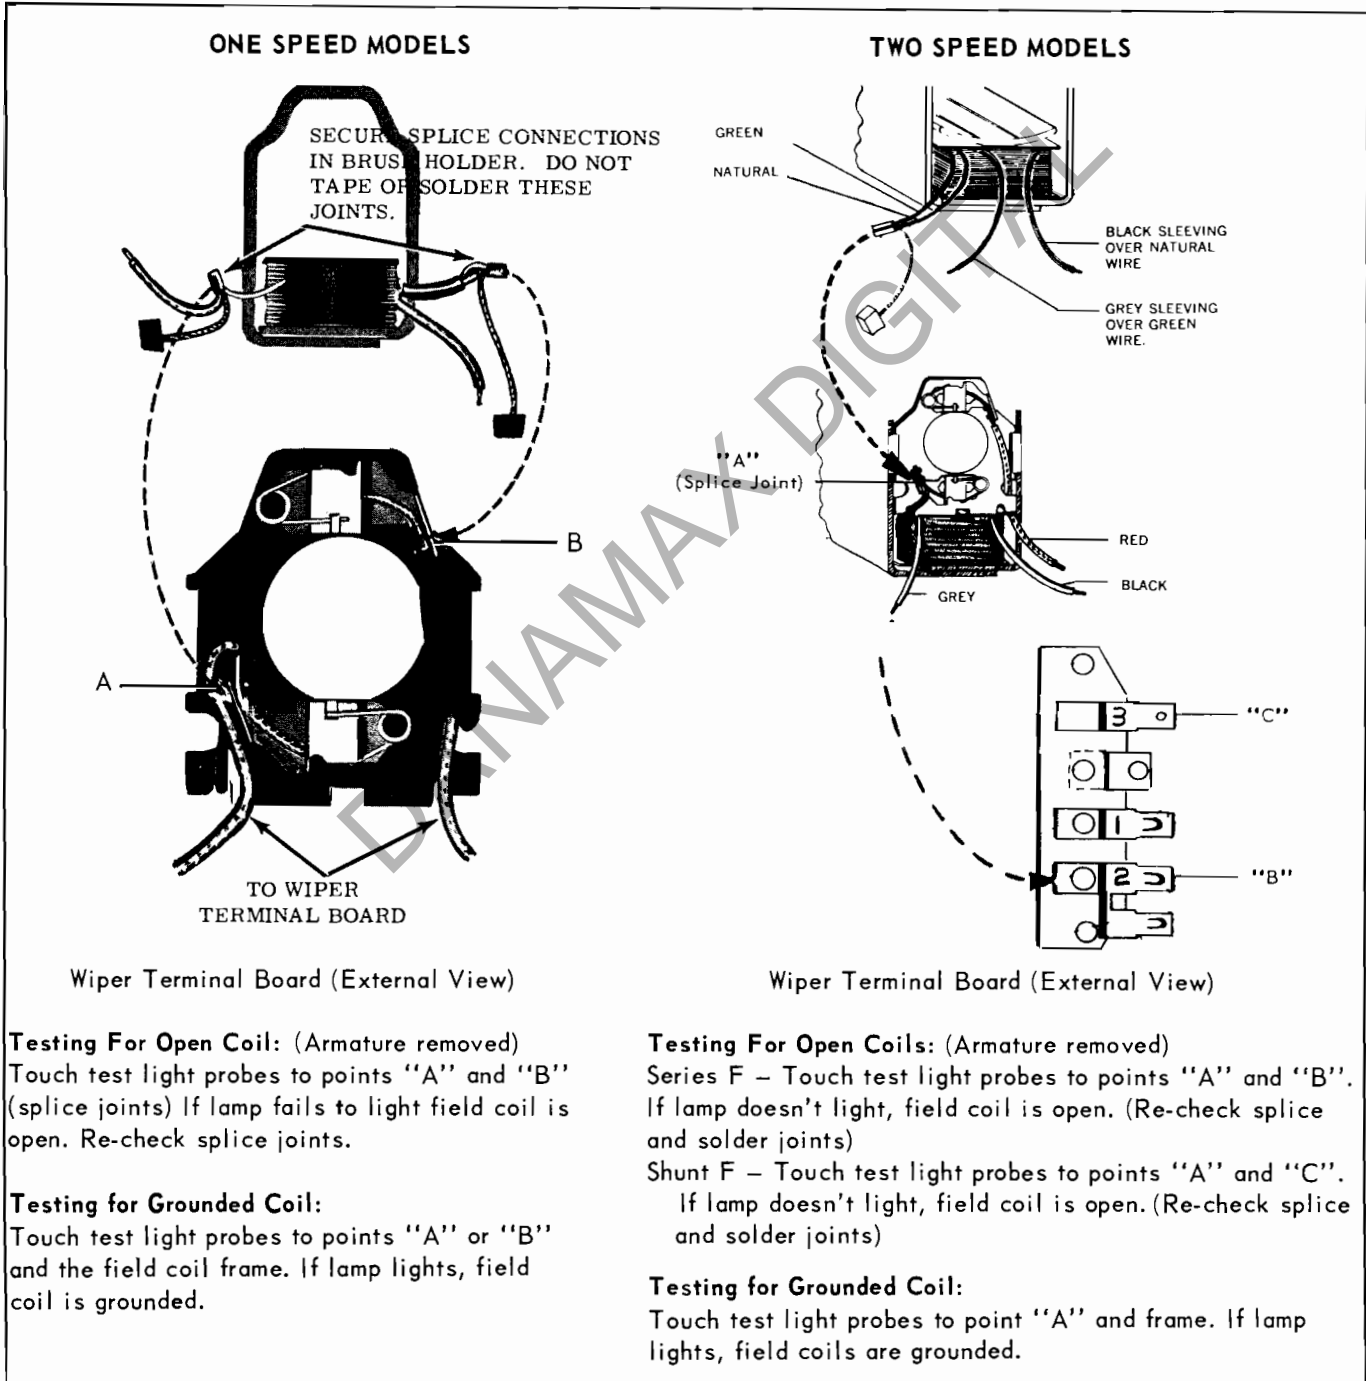 ONE SPEED MODELS
SECURE SPLICE CONNECTIONS
IN BRUSH HOLDER. DO NOT
TAPE OR SOLDER THESE
JOINTS.
B
A
TO WIPER
TERMINAL BOARD
Wiper Terminal Board (External View)
Testing For Open Coil: (Armature removed)
Touch test light probes to points "A" and "B"
(splice joints) If lamp fails to light field coil is
open. Re-check splice joints.
Testing for Grounded Coil:
Touch test light probes to points "A" or "B"
and the field coil frame. If lamp lights, field
coil is grounded.
TWO SPEED MODELS
GREEN
NATURAL
BLACK SLEEVING
OVER NATURAL
WIRE
GREY SLEEVING
OVER GREEN
WIRE.
"A"
(Splice Joint)
RED
BLACK
GREY
3
"C"
1
2
"B"
Wiper Terminal Board (External View)
Testing For Open Coils: (Armature removed)
Series F – Touch test light probes to points "A" and "B".
If lamp doesn't light, field coil is open. (Re-check splice
and solder joints)
Shunt F – Touch test light probes to points "A" and "C".
If lamp doesn't light, field coil is open. (Re-check splice
and solder joints)
Testing for Grounded Coil:
Touch test light probes to point "A" and frame. If lamp
lights, field coils are grounded.
DANAMAX DIGITAL